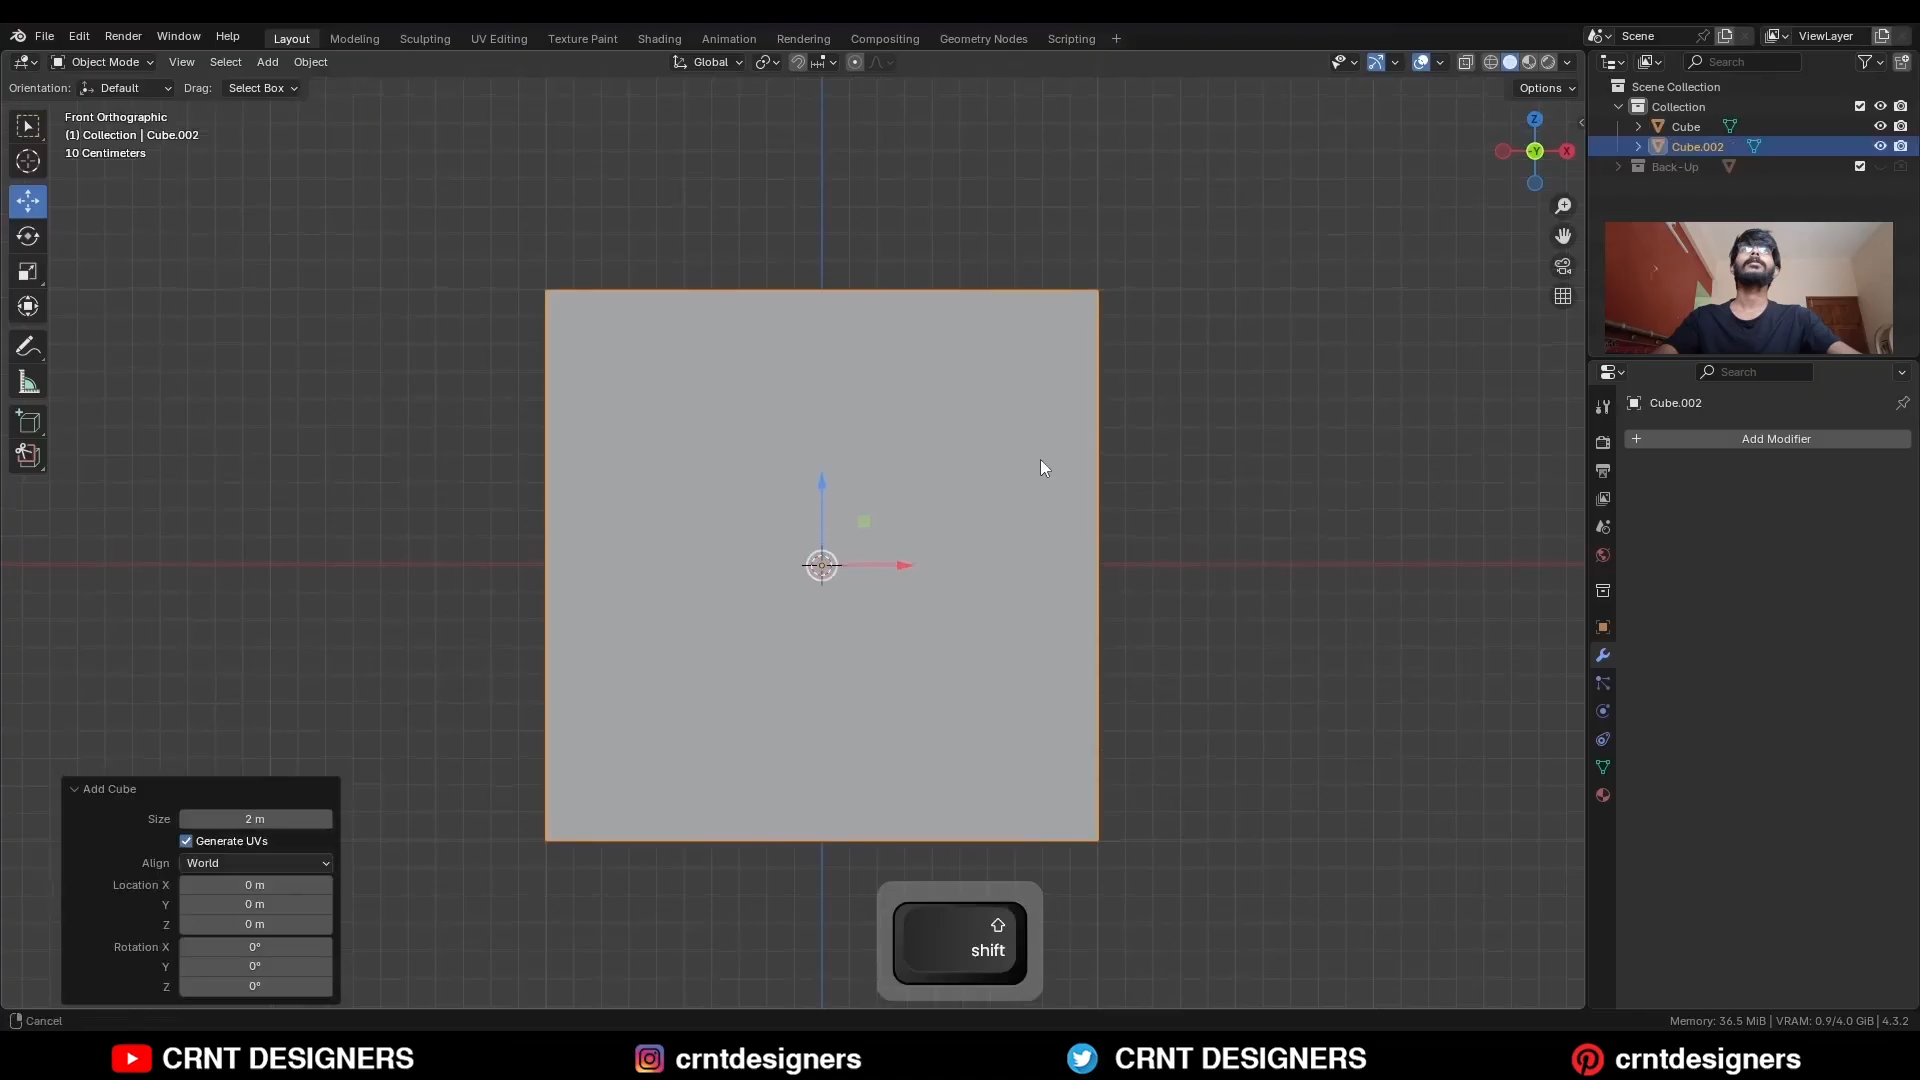 File Edit Render Window Help Layout Modeling Sculpting UV Editing Texture Paint Shading Animation Rendering Compositing Geometry Nodes Scripting + Scene ViewLayer
Object Mode View Select Add Object Global Search
Orientation: Default Drag: Select Box Options
Scene Collection
Collection
Cube
Cube.002
Back-Up
Front Orthographic
(1) Collection | Cube.002
10 Centimeters
Z
-Y
X
Search
Cube.002
+ Add Modifier
Add Cube
Size 2 m
Generate UVs
Align World
Location X 0 m
Y 0 m
Z 0 m
Rotation X 0°
Y 0°
Z 0°
shift
Cancel
Memory: 36.5 MiB | VRAM: 0.9/4.0 GiB | 4.3.2
CRNT DESIGNERS crntdesigners CRNT DESIGNERS crntdesigners